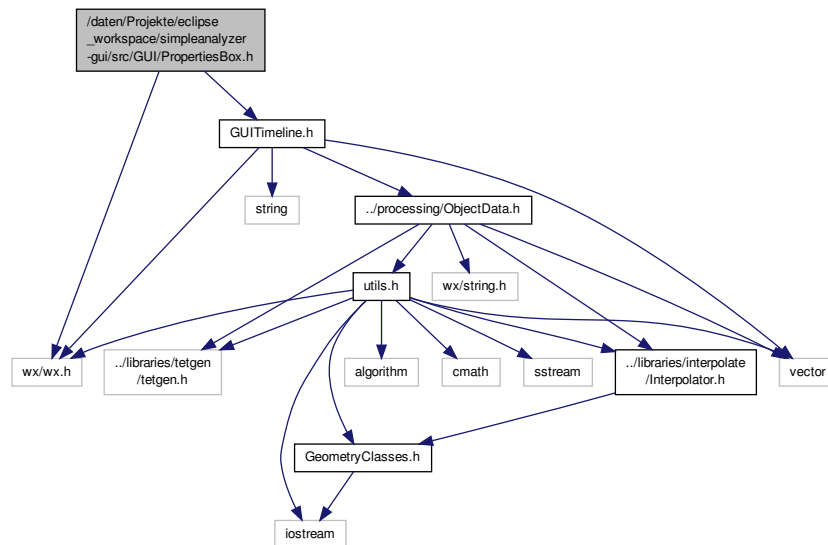 /daten/Projekte/eclipse
_workspace/simpleanalyzer
-gui/src/GUI/PropertiesBox.h
GUITimeline.h
string
../processing/ObjectData.h
utils.h
wx/string.h
wx/wx.h
../libraries/tetgen
/tetgen.h
algorithm
cmath
sstream
../libraries/interpolate
/Interpolator.h
vector
GeometryClasses.h
iostream